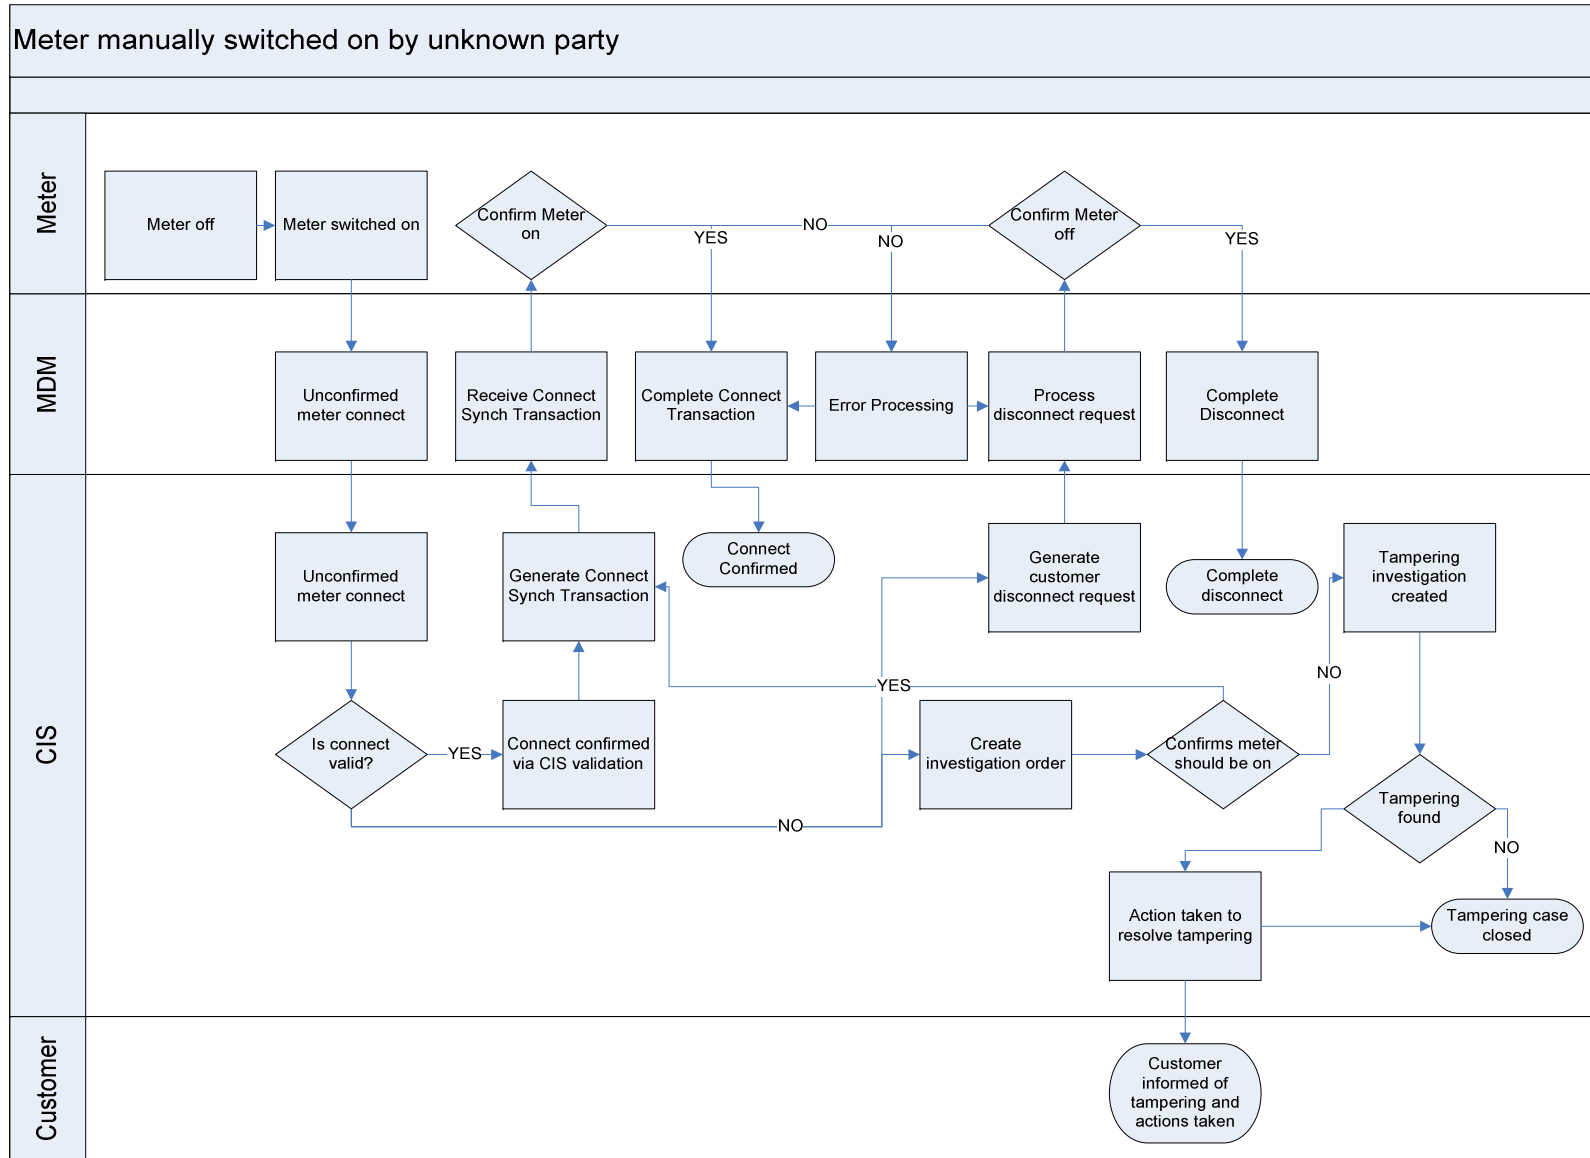 Meter manually switched on by unknown party
Meter
Meter off
Meter switched on
Confirm Meter
on
YES
NO
NO
Confirm Meter
off
YES
MDM
Unconfirmed
meter connect
Receive Connect
Synch Transaction
Complete Connect
Transaction
Error Processing
Process
disconnect request
Complete
Disconnect
CIS
Unconfirmed
meter connect
Generate Connect
Synch Transaction
Connect
Confirmed
Generate
customer
disconnect request
Complete
disconnect
Tampering
investigation
created
YES
NO
Is connect
valid?
YES
Connect confirmed
via CIS validation
Create
investigation order
Confirms meter
should be on
NO
Tampering
found
NO
Action taken to
resolve tampering
Tampering case
closed
Customer
Customer
informed of
tampering and
actions taken